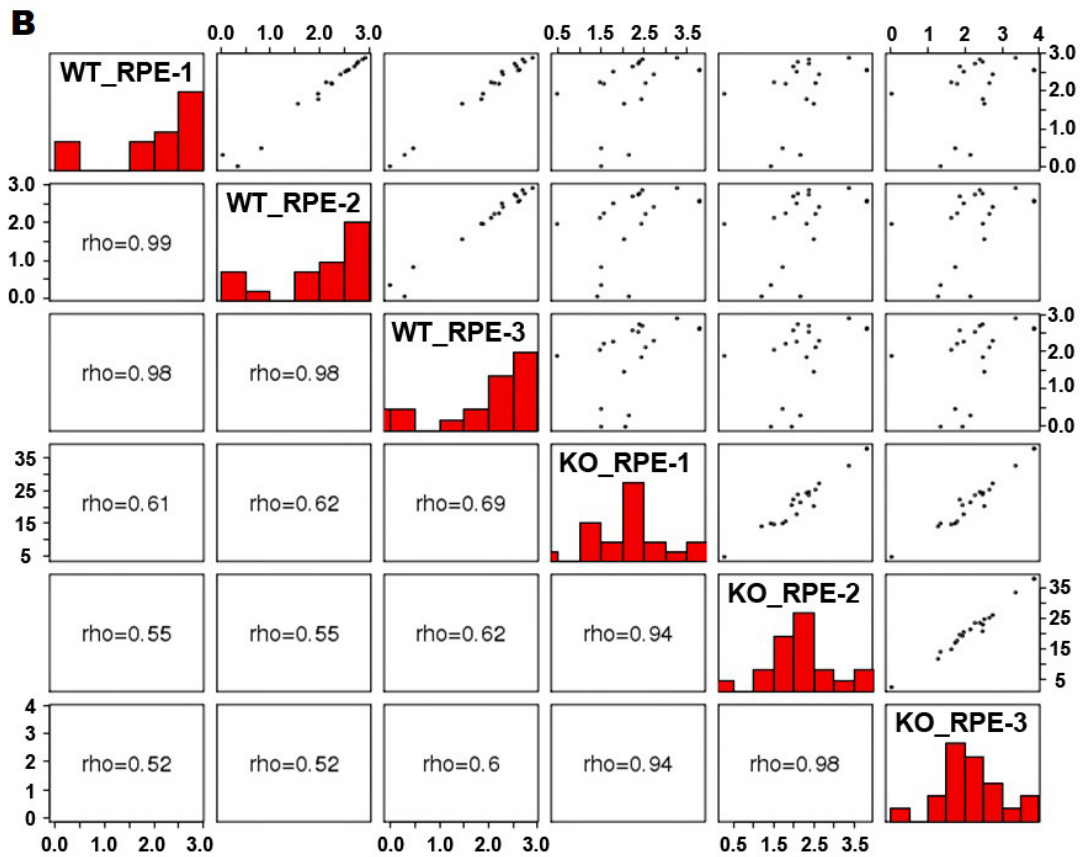 B
0.0 1.0 2.0 3.0 0.5 1.5 2.5 3.5 0 1 2 3 4
WT_RPE-1
3.0
2.0
1.0
0.0
3.0
2.0
1.0
0.0
rho=0.99
WT_RPE-2
rho=0.98
rho=0.98
WT_RPE-3
3.0
2.0
1.0
0.0
35
25
15
5
rho=0.61
rho=0.62
rho=0.69
KO_RPE-1
rho=0.55
rho=0.55
rho=0.62
rho=0.94
KO_RPE-2
35
25
15
5
4
3
2
1
0
rho=0.52
rho=0.52
rho=0.6
rho=0.94
rho=0.98
KO_RPE-3
0.0 1.0 2.0 3.0 0.0 1.0 2.0 3.0 0.5 1.5 2.5 3.5